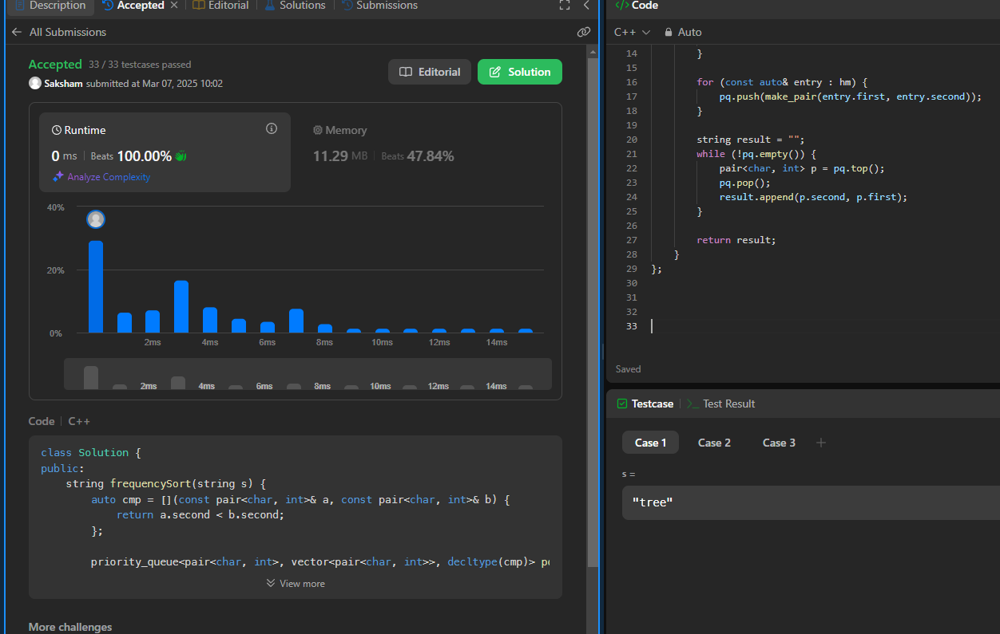 Description
Accepted
Editorial
Solutions
Submissions
All Submissions
Accepted 33 / 33 testcases passed
Saksham submitted at Mar 07, 2025 10:02
Editorial
Solution
Runtime
0 ms Beats 100.00%
Analyze Complexity
Memory
11.29 MB Beats 47.84%
40%
20%
0%
2ms 4ms 6ms 8ms 10ms 12ms 14ms
2ms 4ms 6ms 8ms 10ms 12ms 14ms
Code C++
class Solution {
public:
    string frequencySort(string s) {
        auto cmp = [](const pair<char, int>& a, const pair<char, int>& b) {
            return a.second < b.second;
        };
        priority_queue<pair<char, int>, vector<pair<char, int>>, decltype(cmp)>
View more
More challenges
</> Code
C++ Auto
14         }
15
16         for (const auto& entry : hm) {
17             pq.push(make_pair(entry.first, entry.second));
18         }
19
20         string result = "";
21         while (!pq.empty()) {
22             pair<char, int> p = pq.top();
23             pq.pop();
24             result.append(p.second, p.first);
25         }
26
27         return result;
28     }
29 };
30
31
32
33
Saved
Testcase
Test Result
Case 1 Case 2 Case 3 +
s =
"tree"